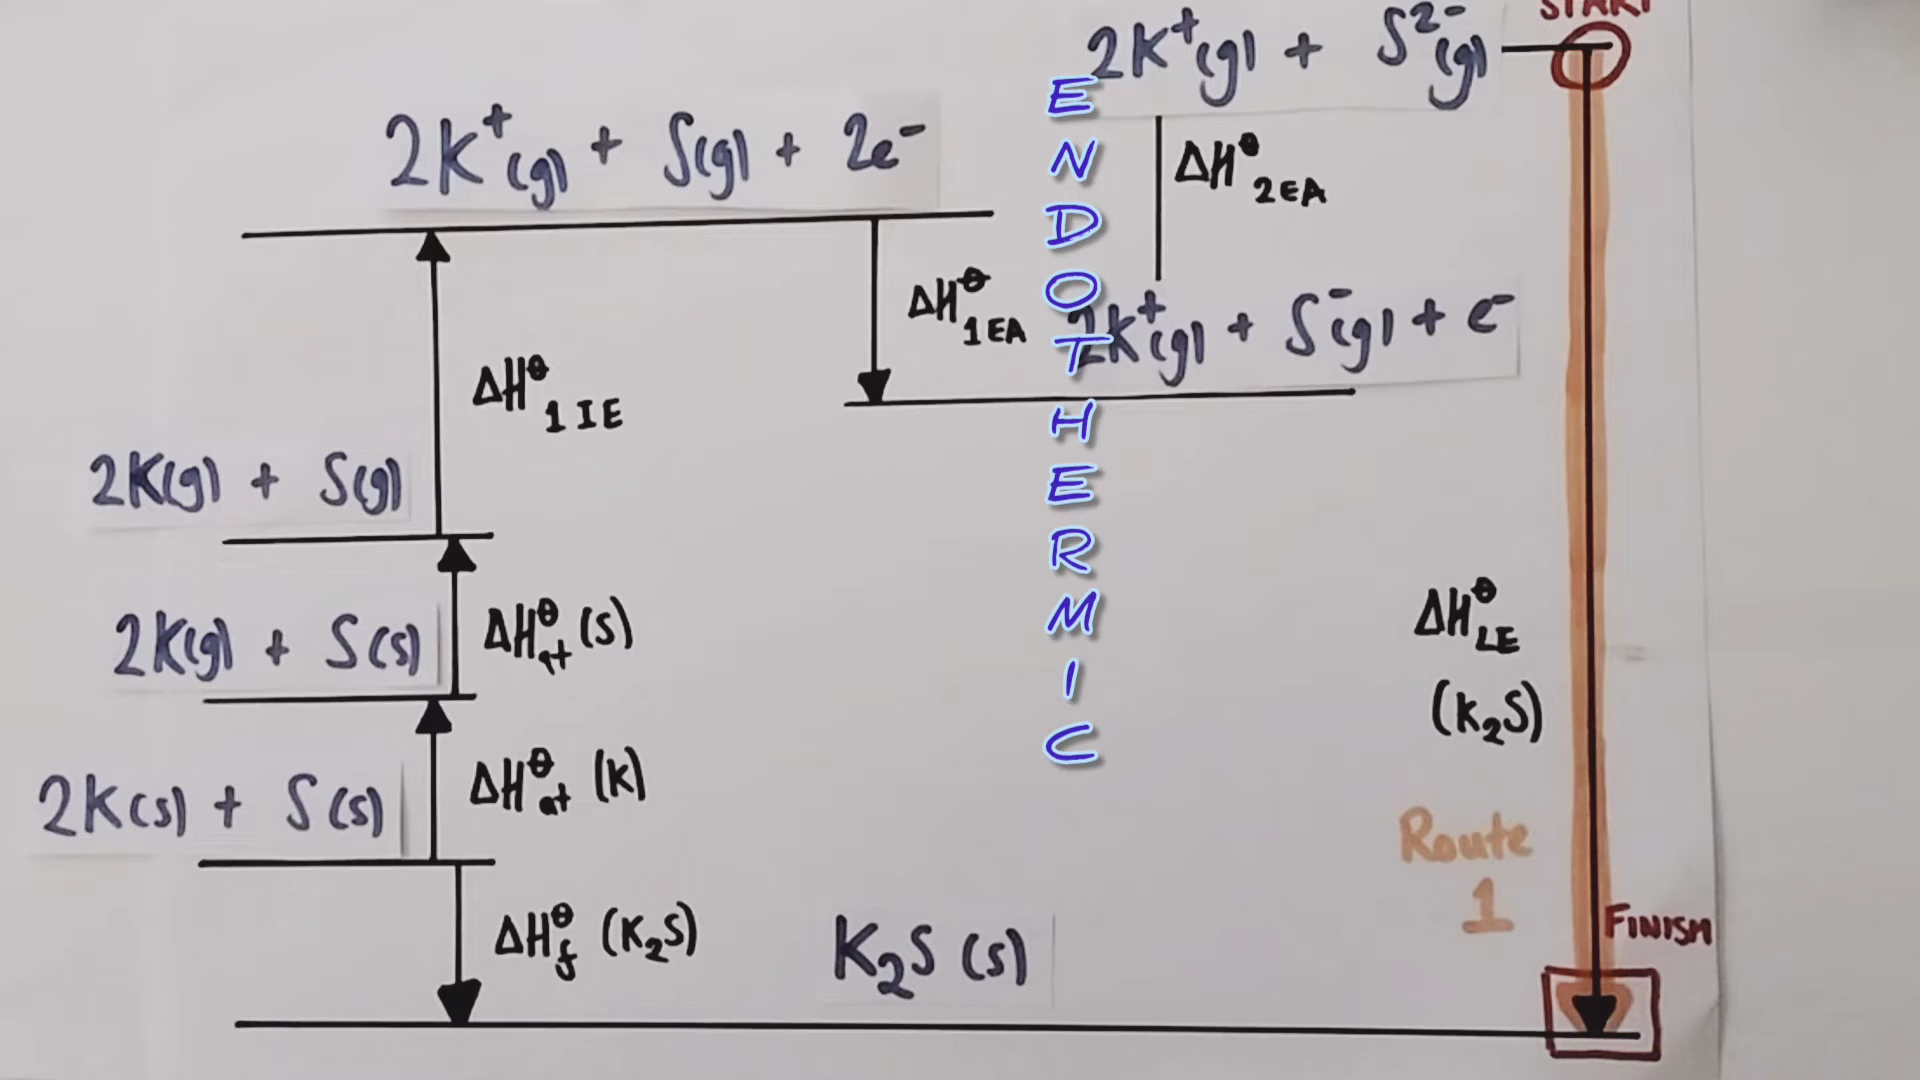 START
2K⁺(g) + S²⁻(g)
2K⁺(g) + S(g) + 2e⁻
ΔH°2EA
ΔH°1EA
2K⁺(g) + S⁻(g) + e⁻
ΔH°1IE
2K(g) + S(g)
ENDOTHERMIC
2K(g) + S(s)
ΔH°at (S)
ΔH°LE
(K₂S)
2K(s) + S(s)
ΔH°at (K)
Route
1
ΔH°f (K₂S)
K₂S (s)
FINISH